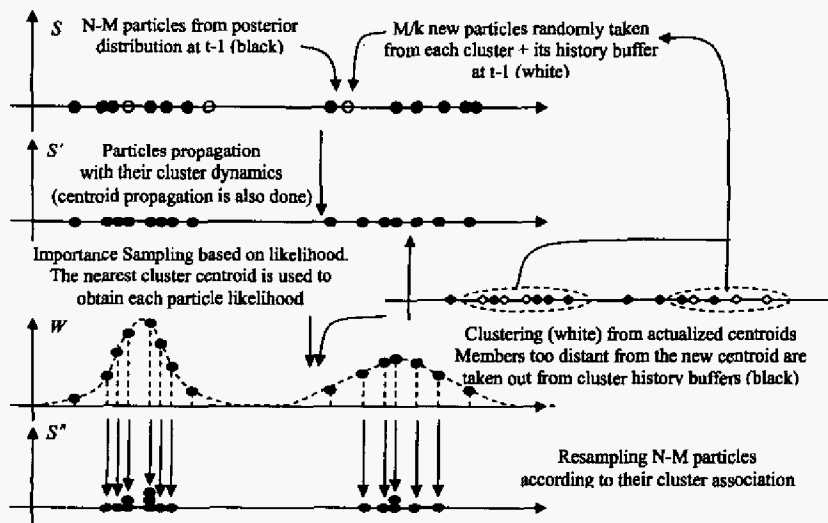 S
N-M particles from posterior
distribution at t-1 (black)
M/k new particles randomly taken
from each cluster + its history buffer
at t-1 (white)
S'
Particles propagation
with their cluster dynamics
(centroid propagation is also done)
Importance Sampling based on likelihood.
The nearest cluster centroid is used to
obtain each particle likelihood
W
Clustering (white) from actualized centroids
Members too distant from the new centroid are
taken out from cluster history buffers (black)
S"
Resampling N-M particles
according to their cluster association